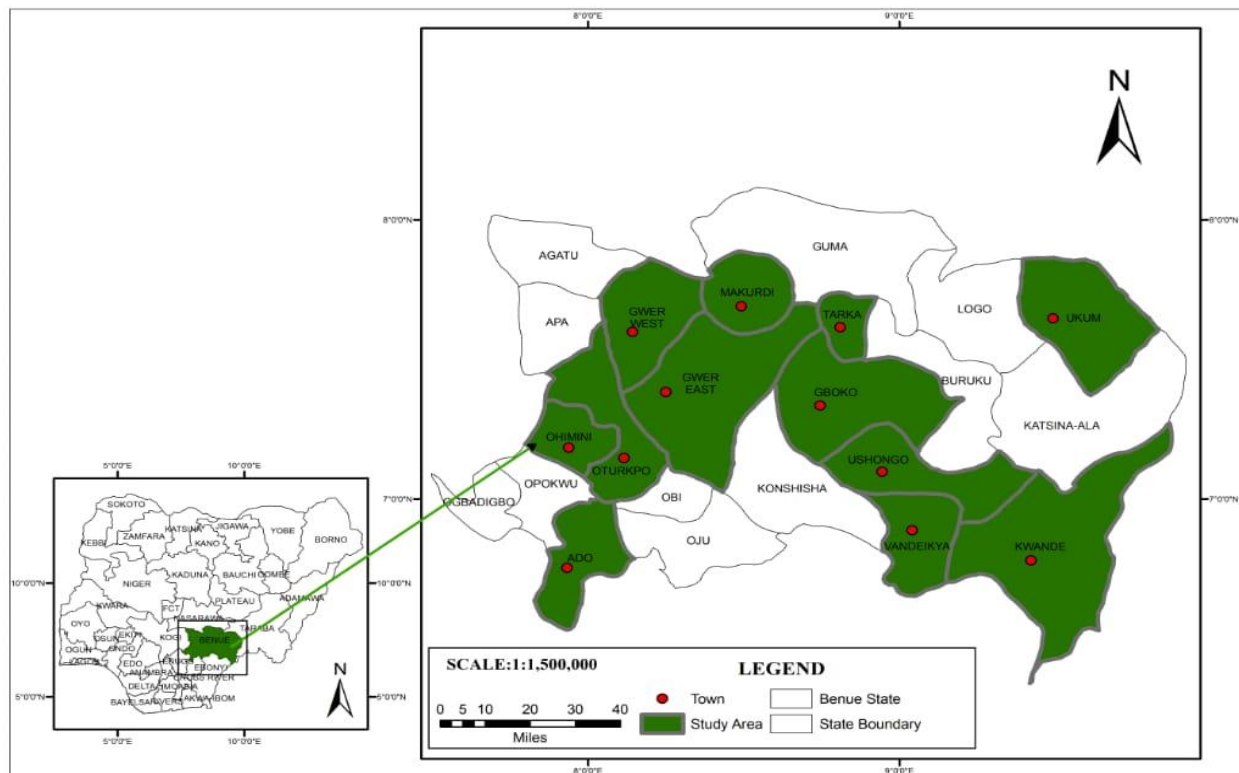 8°0'0"E
9°0'0"E
N
8°0'0"N
8°0'0"N
AGATU
GUMA
MAKURDI
GWER
WEST
APA
TARKA
LOGO
UKUM
GWER
EAST
BURUKU
GBOKO
KATSINA-ALA
OHIMINI
OTURKPO
USHONGO
OPOKWU
OGBADIGBO
OBI
KONSHISHA
7°0'0"N
7°0'0"N
OJU
ADO
VANDEIKYA
KWANDE
SCALE:1:1,500,000
LEGEND
Town
Benue State
Study Area
State Boundary
0 5 10 20 30 40
Miles
8°0'0"E
9°0'0"E
5°0'0"E
10°0'0"E
SOKOTO
KATSINA
JIGAWA
YOBE
ZAMFARA
KANO
BORNO
KEBBI
KADUNA
BAUCHI
GOMBE
10°0'0"N
10°0'0"N
NIGER
PLATEAU
ADAMAWA
KWARA
FCT
NASARAWA
OYO
TARABA
OSUN
EKITI
KOGI
BENUE
OGUN
ONDO
EDO
ENUGU
EBONYI
ANAMBRA
CROSS RIVER
DELTA
IMO
ABIA
BAYELSA
RIVERS
AKWA-IBOM
N
5°0'0"N
5°0'0"N
5°0'0"E
10°0'0"E